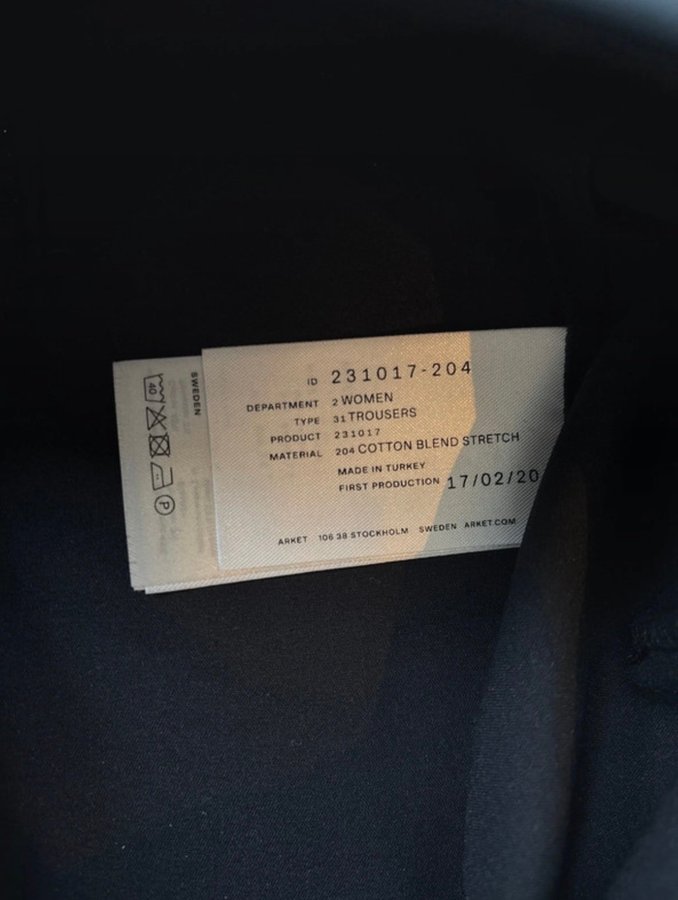 ID 231017-204
DEPARTMENT 2 WOMEN
TYPE 31 TROUSERS
PRODUCT 231017
MATERIAL 204 COTTON BLEND STRETCH
MADE IN TURKEY
FIRST PRODUCTION 17/02/20
ARKET 106 38 STOCKHOLM SWEDEN ARKET.COM
SWEDEN
40
P